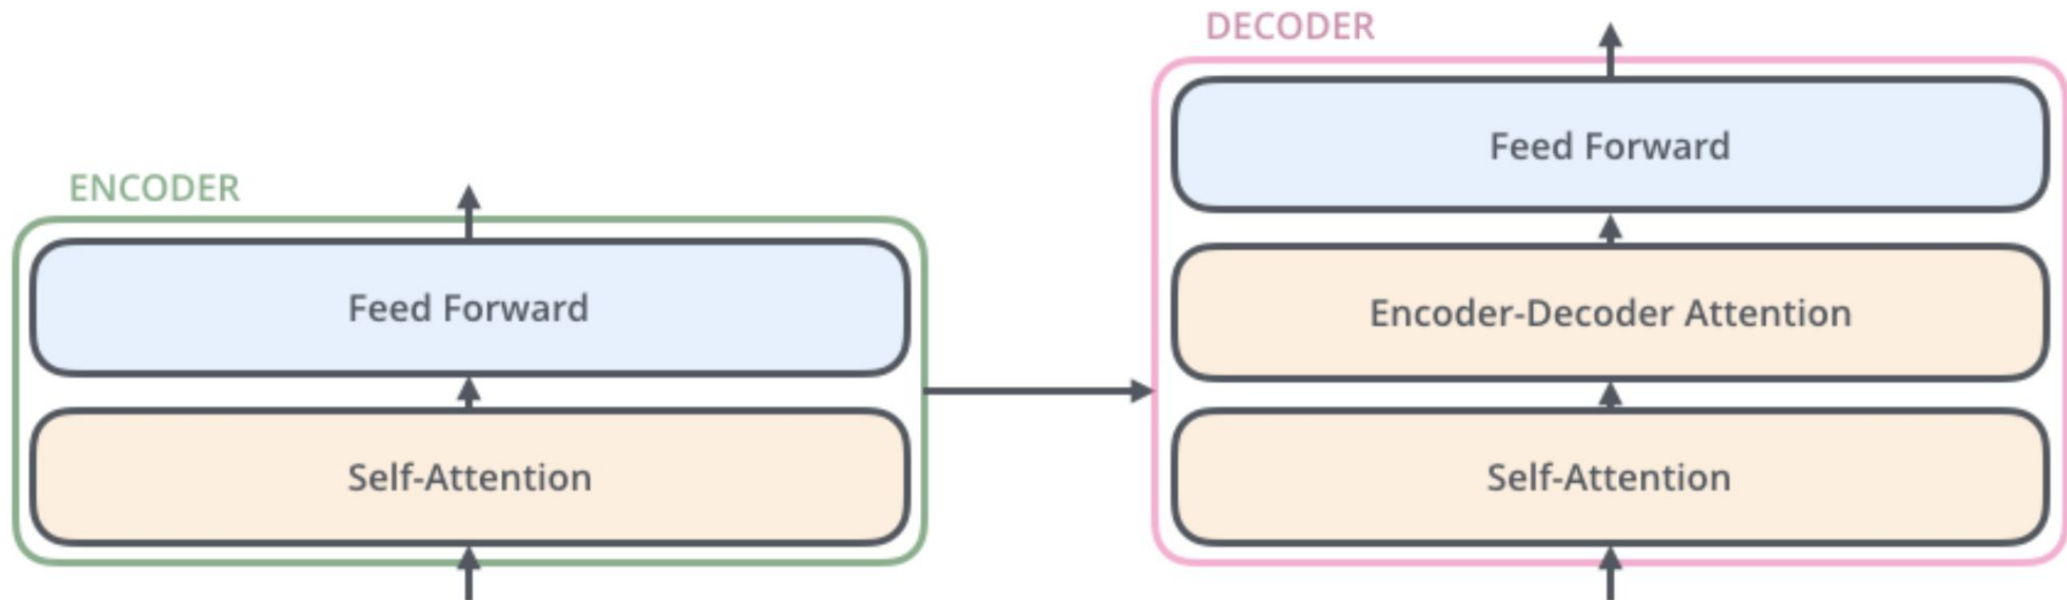 ENCODER
Feed Forward
Self-Attention
DECODER
Feed Forward
Encoder-Decoder Attention
Self-Attention